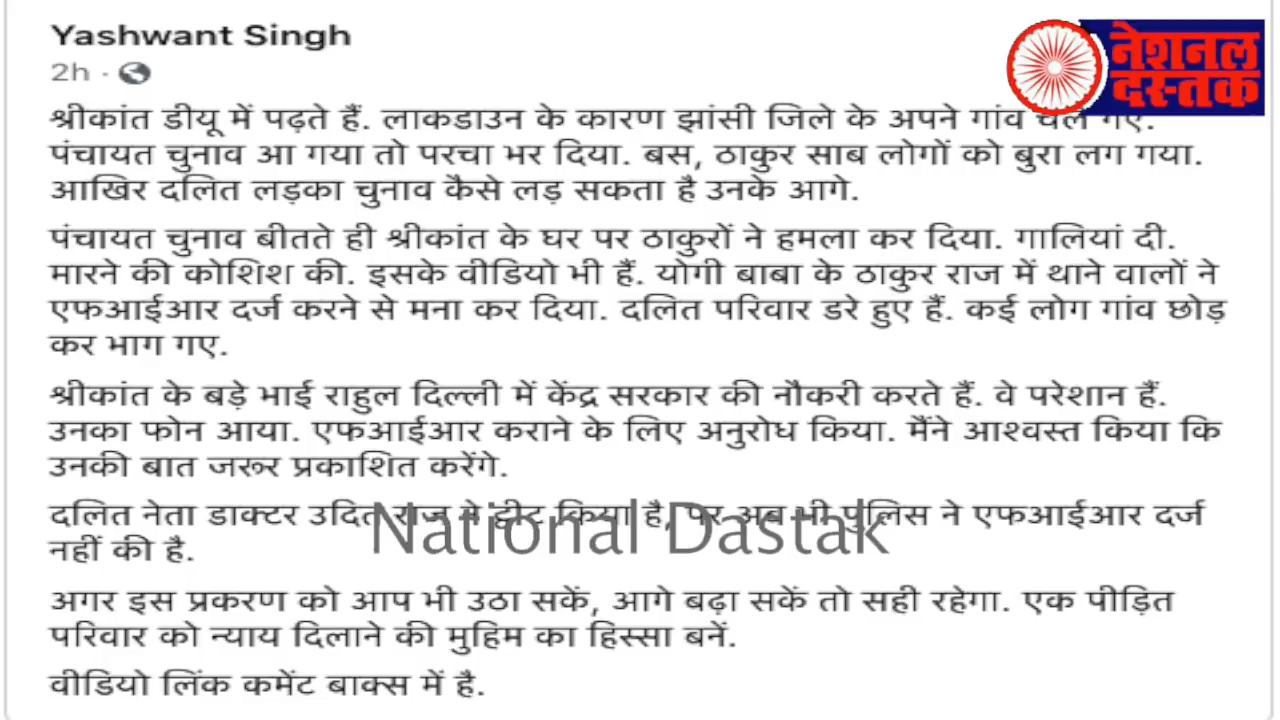 Yashwant Singh
2h ·
नेशनल
दस्तक
श्रीकांत डीयू में पढ़ते हैं. लाकडाउन के कारण झांसी जिले के अपने गांव चले गए.
पंचायत चुनाव आ गया तो परचा भर दिया. बस, ठाकुर साब लोगों को बुरा लग गया.
आखिर दलित लड़का चुनाव कैसे लड़ सकता है उनके आगे.
पंचायत चुनाव बीतते ही श्रीकांत के घर पर ठाकुरों ने हमला कर दिया. गालियां दी.
मारने की कोशिश की. इसके वीडियो भी हैं. योगी बाबा के ठाकुर राज में थाने वालों ने
एफआईआर दर्ज करने से मना कर दिया. दलित परिवार डरे हुए हैं. कई लोग गांव छोड़
कर भाग गए.
श्रीकांत के बड़े भाई राहुल दिल्ली में केंद्र सरकार की नौकरी करते हैं. वे परेशान हैं.
उनका फोन आया. एफआईआर कराने के लिए अनुरोध किया. मैंने आश्वस्त किया कि
उनकी बात जरूर प्रकाशित करेंगे.
दलित नेता डाक्टर उदित राज ने ट्वीट किया है, पर अब भी पुलिस ने एफआईआर दर्ज
National Dastak
नहीं की है.
अगर इस प्रकरण को आप भी उठा सकें, आगे बढ़ा सकें तो सही रहेगा. एक पीड़ित
परिवार को न्याय दिलाने की मुहिम का हिस्सा बनें.
वीडियो लिंक कमेंट बाक्स में है.